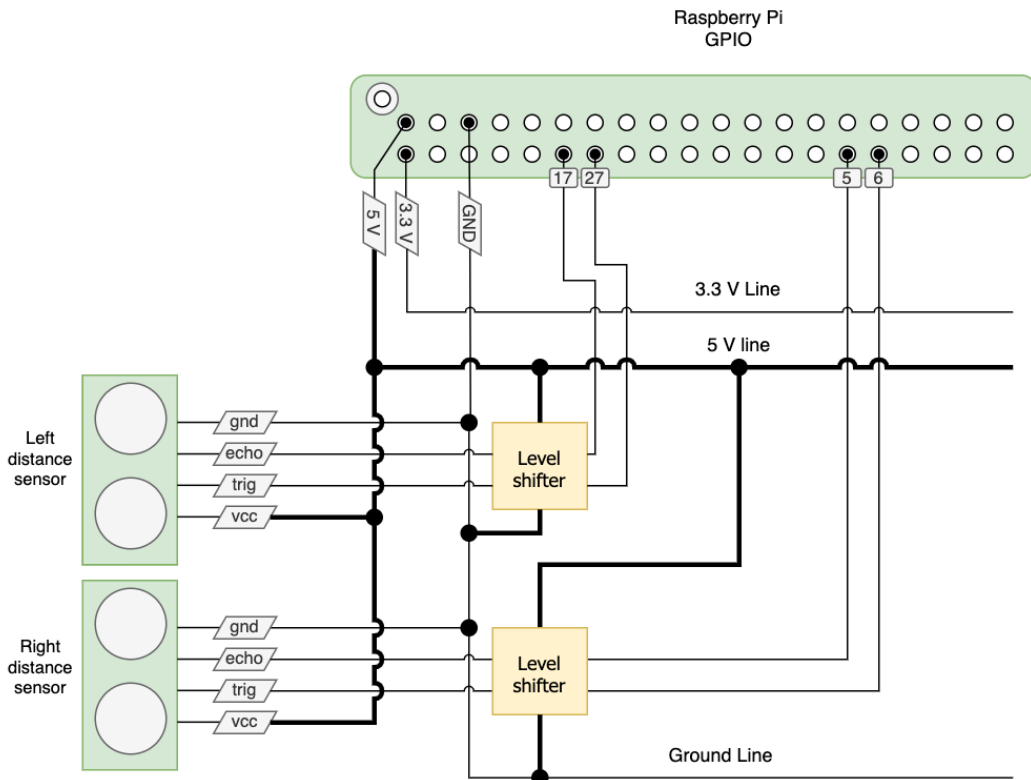 Raspberry Pi
GPIO
17
27
5
6
5 V
3.3 V
GND
3.3 V Line
5 V line
Left
distance
sensor
gnd
echo
trig
vcc
Level
shifter
Right
distance
sensor
gnd
echo
trig
vcc
Level
shifter
Ground Line